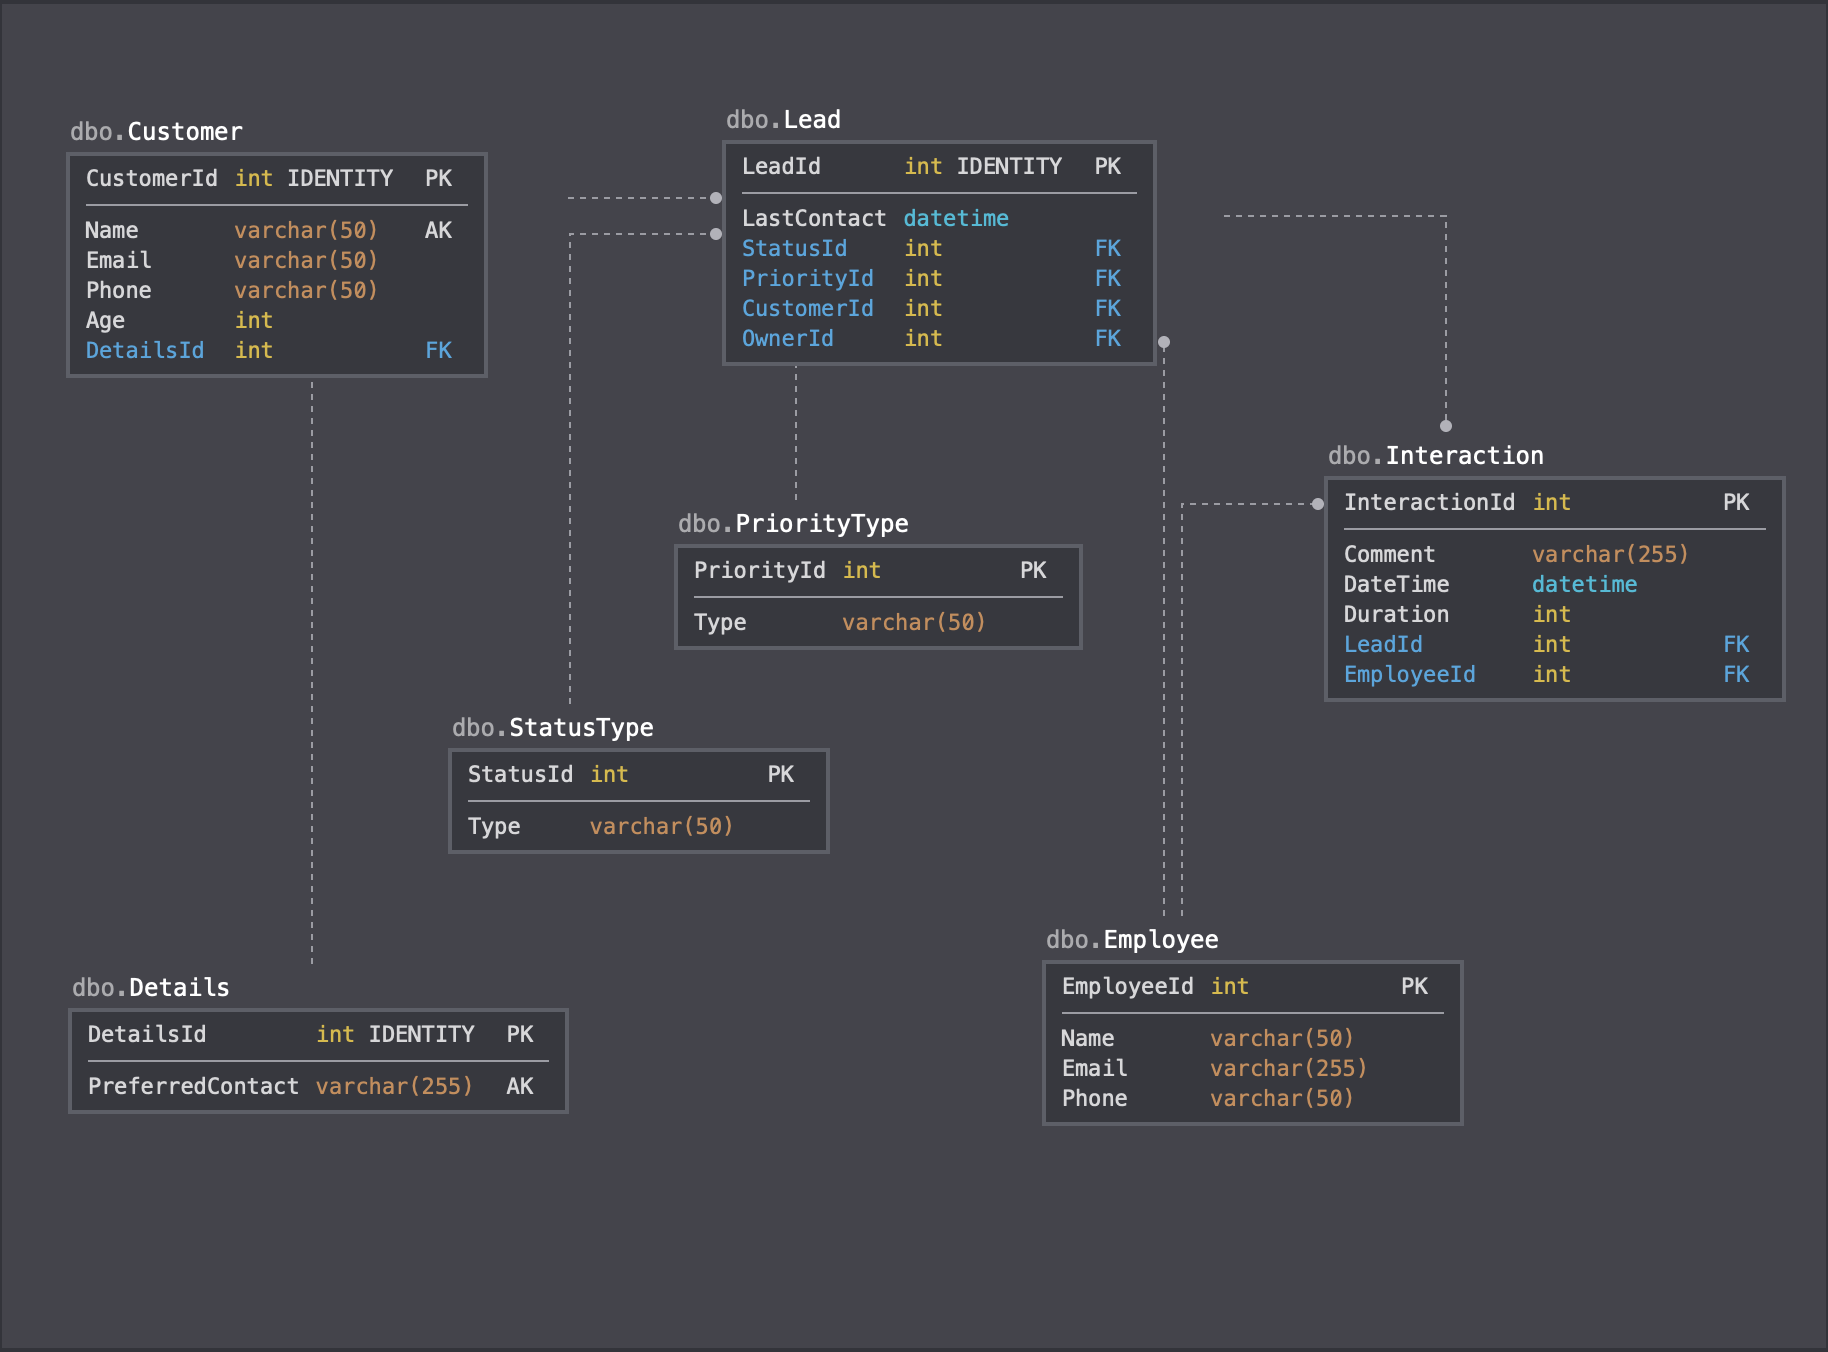 dbo.Customer
CustomerId int IDENTITY PK
Name varchar(50) AK
Email varchar(50)
Phone varchar(50)
Age int
DetailsId int FK
dbo.Lead
LeadId int IDENTITY PK
LastContact datetime
StatusId int FK
PriorityId int FK
CustomerId int FK
OwnerId int FK
dbo.Interaction
InteractionId int PK
Comment varchar(255)
DateTime datetime
Duration int
LeadId int FK
EmployeeId int FK
dbo.PriorityType
PriorityId int PK
Type varchar(50)
dbo.StatusType
StatusId int PK
Type varchar(50)
dbo.Employee
EmployeeId int PK
Name varchar(50)
Email varchar(255)
Phone varchar(50)
dbo.Details
DetailsId int IDENTITY PK
PreferredContact varchar(255) AK